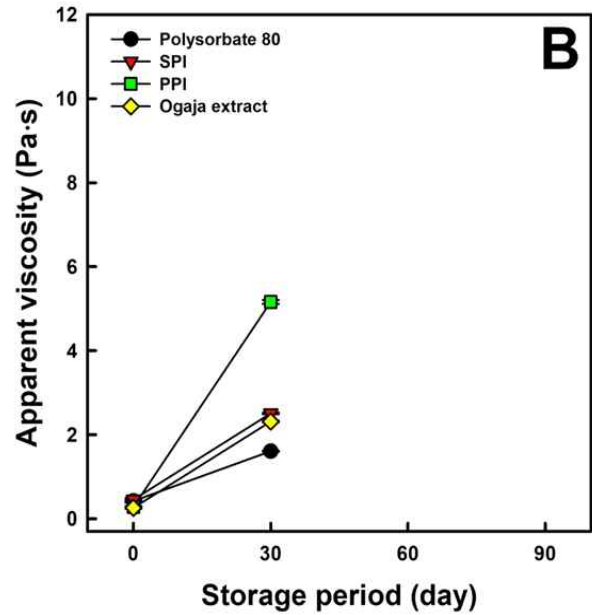 B
Polysorbate 80
SPI
PPI
Ogaja extract
Apparent viscosity (Pa·s)
12
10
8
6
4
2
0
0 30 60 90
Storage period (day)